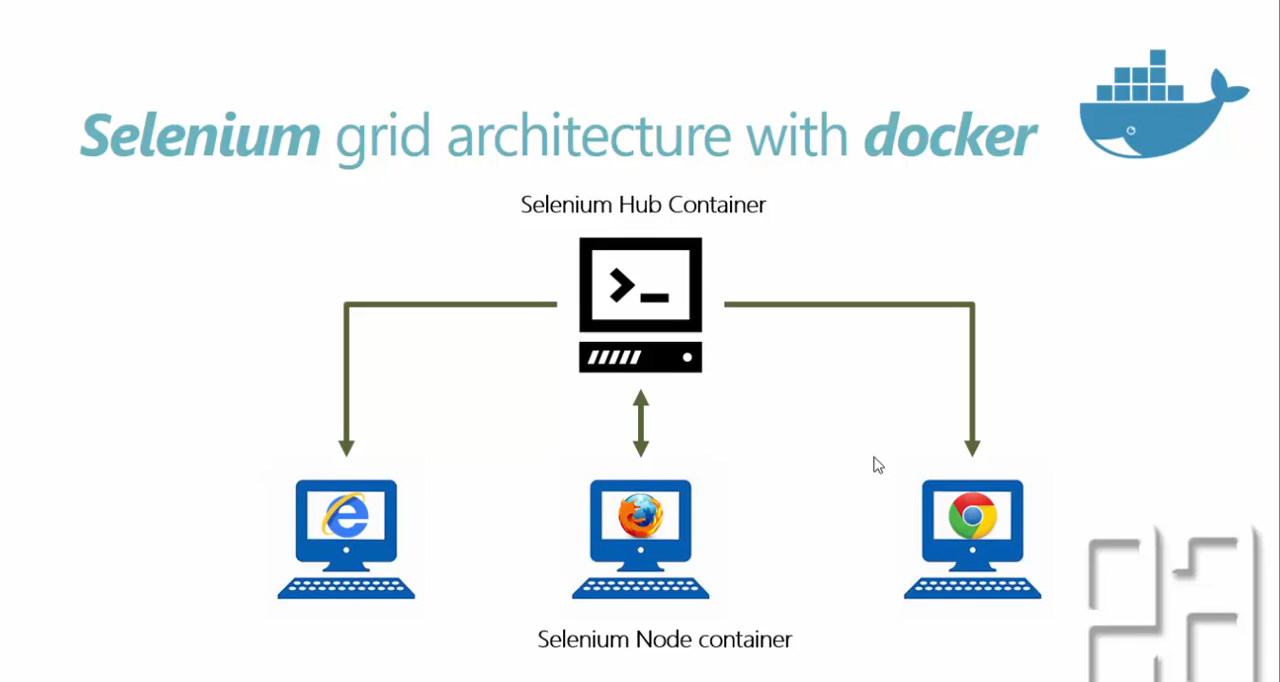 Selenium grid architecture with docker
Selenium Hub Container
Selenium Node container